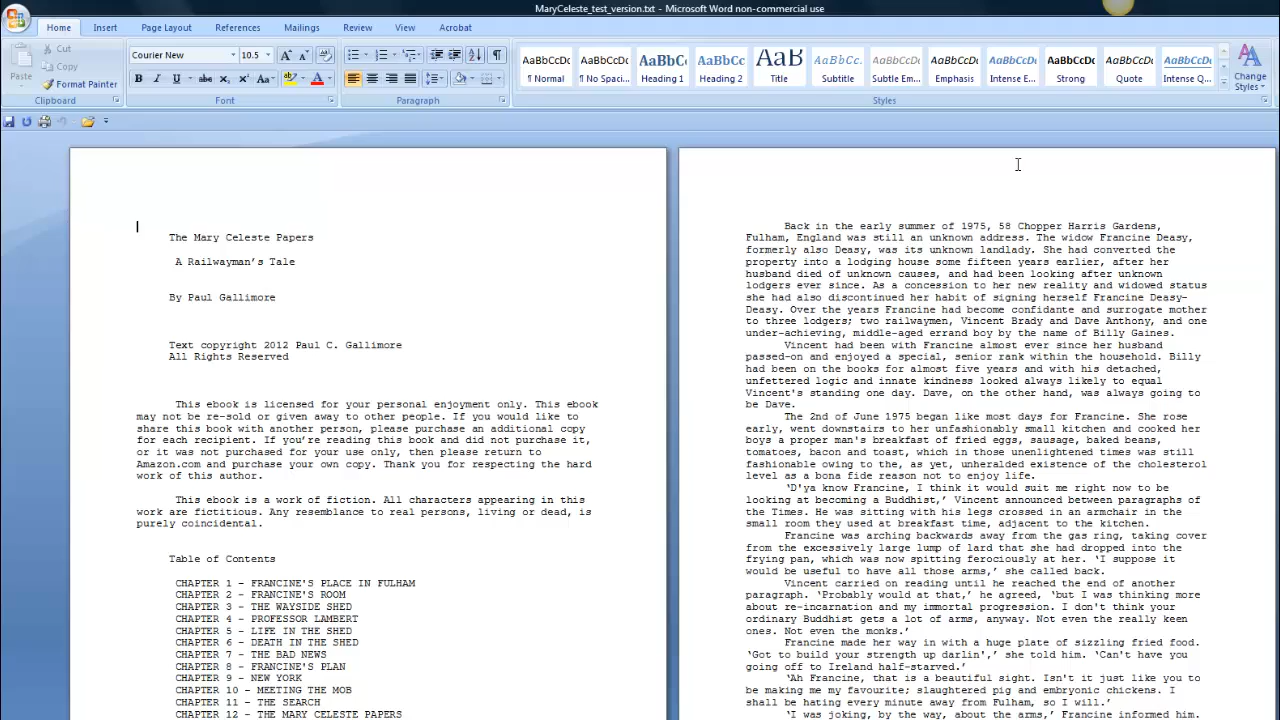 MaryCeleste_test_version.txt - Microsoft Word non-commercial use
Home Insert Page Layout References Mailings Review View Acrobat
Paste
Cut
Copy
Format Painter
Clipboard
Courier New 10.5
Font
Paragraph
AaBbCcDc AaBbCcDc AaBbC AaBbCc AaB AaBbCc. AaBbCcDc AaBbCcDc AaBbCcDc AaBbCcDc AaBbCcDc AaBbCcDc
¶ Normal ¶ No Spaci... Heading 1 Heading 2 Title Subtitle Subtle Em... Emphasis Intense E... Strong Quote Intense Q...
Change
Styles
Styles
The Mary Celeste Papers
A Railwayman's Tale
By Paul Gallimore
Text copyright 2012 Paul C. Gallimore
All Rights Reserved
This ebook is licensed for your personal enjoyment only. This ebook
may not be re-sold or given away to other people. If you would like to
share this book with another person, please purchase an additional copy
for each recipient. If you're reading this book and did not purchase it,
or it was not purchased for your use only, then please return to
Amazon.com and purchase your own copy. Thank you for respecting the hard
work of this author.
This ebook is a work of fiction. All characters appearing in this
work are fictitious. Any resemblance to real persons, living or dead, is
purely coincidental.
Table of Contents
CHAPTER 1 - FRANCINE'S PLACE IN FULHAM
CHAPTER 2 - FRANCINE'S ROOM
CHAPTER 3 - THE WAYSIDE SHED
CHAPTER 4 - PROFESSOR LAMBERT
CHAPTER 5 - LIFE IN THE SHED
CHAPTER 6 - DEATH IN THE SHED
CHAPTER 7 - THE BAD NEWS
CHAPTER 8 - FRANCINE'S PLAN
CHAPTER 9 - NEW YORK
CHAPTER 10 - MEETING THE MOB
CHAPTER 11 - THE SEARCH
CHAPTER 12 - THE MARY CELESTE PAPERS
Back in the early summer of 1975, 58 Chopper Harris Gardens,
Fulham, England was still an unknown address. The widow Francine Deasy,
formerly also Deasy, was its unknown landlady. She had converted the
property into a lodging house some fifteen years earlier, after her
husband died of unknown causes, and had been looking after unknown
lodgers ever since. As a concession to her new reality and widowed status
she had also discontinued her habit of signing herself Francine Deasy-
Deasy. Over the years Francine had become confidante and surrogate mother
to three lodgers; two railwaymen, Vincent Brady and Dave Anthony, and one
under-achieving, middle-aged errand boy by the name of Billy Gaines.
Vincent had been with Francine almost ever since her husband
passed-on and enjoyed a special, senior rank within the household. Billy
had been on the books for almost five years and with his detached,
unfettered logic and innate kindness looked always likely to equal
Vincent's standing one day. Dave, on the other hand, was always going to
be Dave.
The 2nd of June 1975 began like most days for Francine. She rose
early, went downstairs to her unfashionably small kitchen and cooked her
boys a proper man's breakfast of fried eggs, sausage, baked beans,
tomatoes, bacon and toast, which in those unenlightened times was still
fashionable owing to the, as yet, unheralded existence of the cholesterol
level as a bona fide reason not to enjoy life.
‘D'ya know Francine, I think it would suit me right now to be
looking at becoming a Buddhist,’ Vincent announced between paragraphs of
the Times. He was sitting with his legs crossed in an armchair in the
small room they used at breakfast time, adjacent to the kitchen.
Francine was arching backwards away from the gas ring, taking cover
from the excessively large lump of lard that she had dropped into the
frying pan, which was now spitting ferociously at her. ‘I suppose it
would be useful to have all those arms,’ she called back.
Vincent carried on reading until he reached the end of another
paragraph. ‘Probably would at that,’ he agreed, ‘but I was thinking more
about re-incarnation and my immortal progression. I don't think your
ordinary Buddhist gets a lot of arms, anyway. Not even the really keen
ones. Not even the monks.’
Francine made her way in with a huge plate of sizzling fried food.
‘Got to build your strength up darlin',’ she told him. ‘Can't have you
going off to Ireland half-starved.’
‘Ah Francine, that is a beautiful sight. Isn't it just like you to
be making me my favourite; slaughtered pig and embryonic chickens. I
shall be hating every minute away from Fulham, so I will.’
‘I was joking, by the way, about the arms,’ Francine informed him.